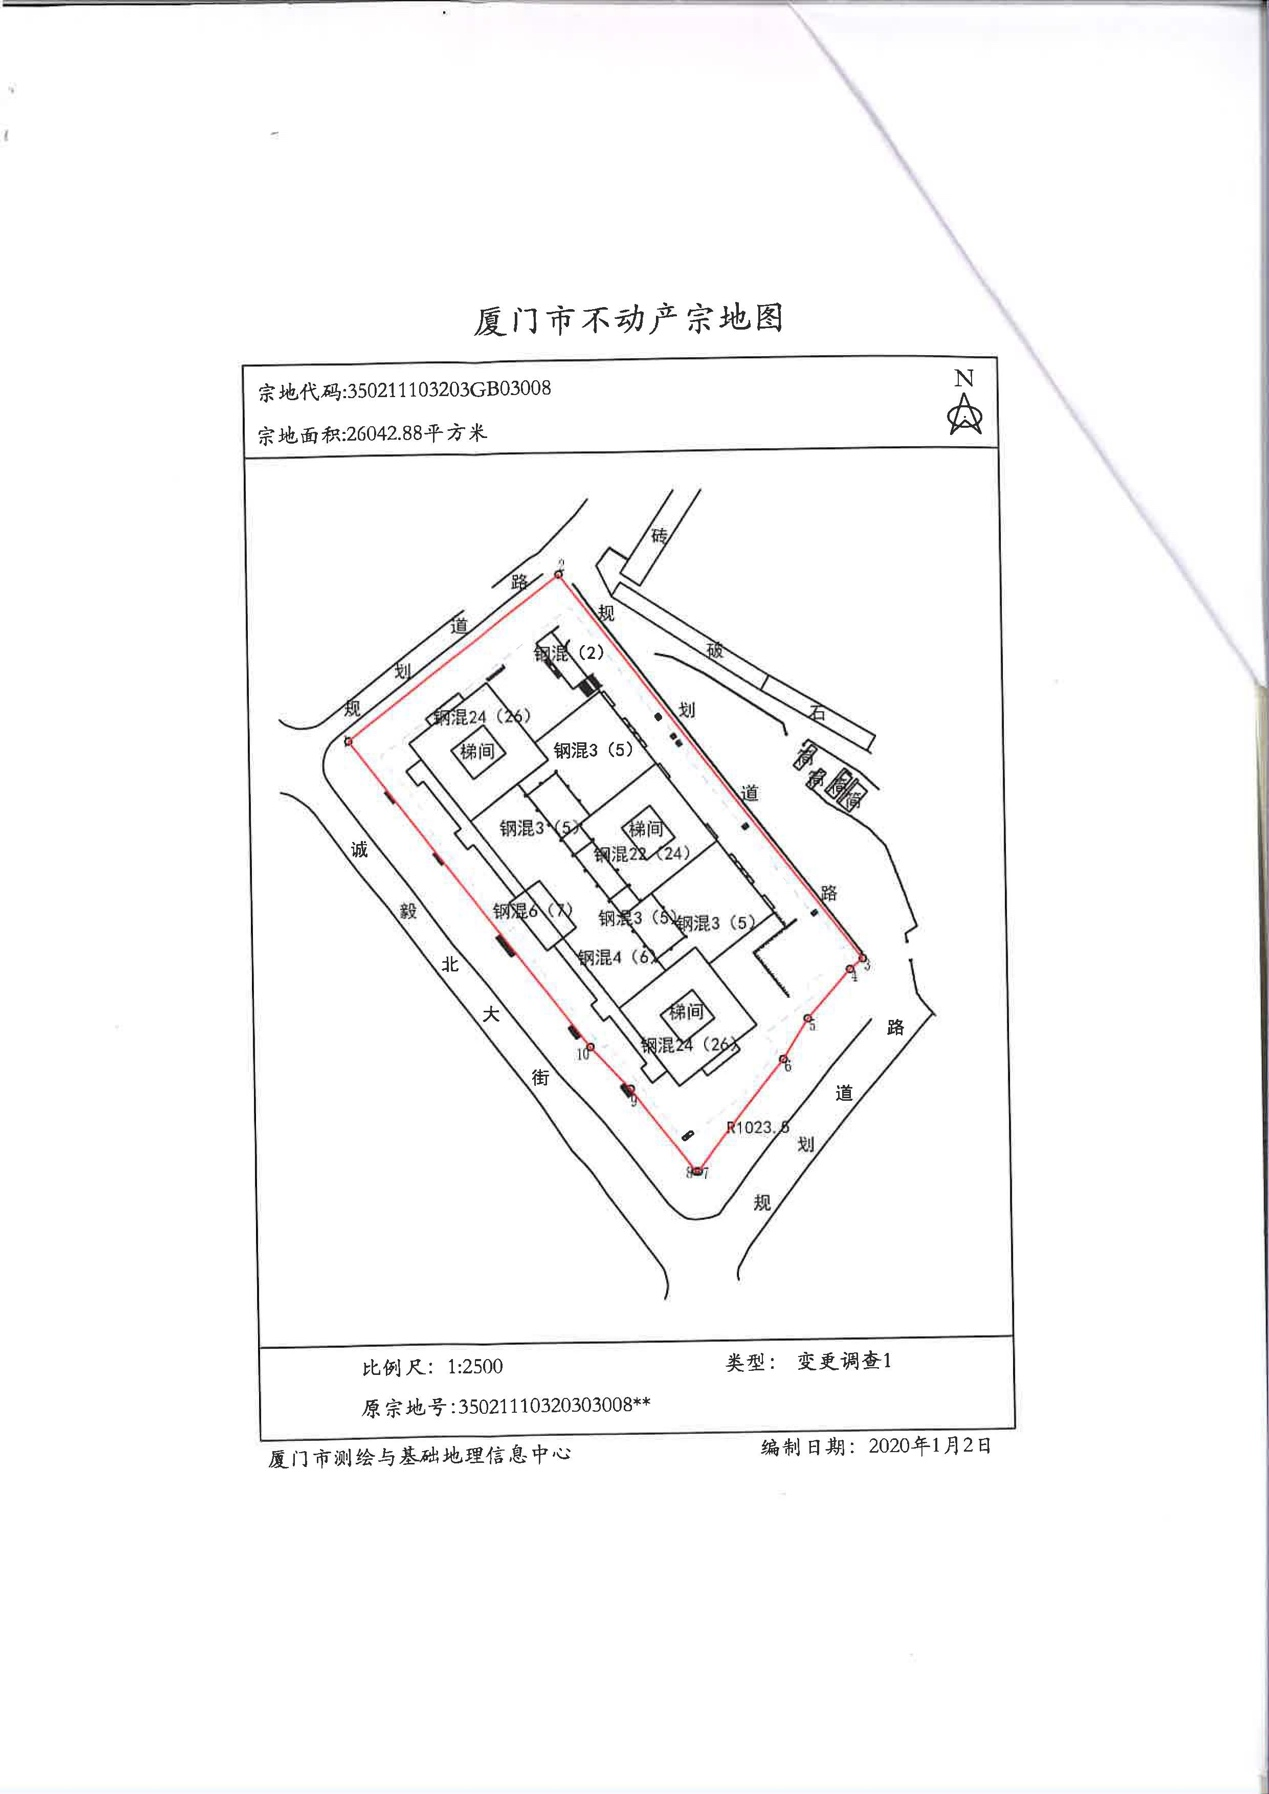 厦门市不动产宗地图
宗地代码:350211103203GB03008
N
宗地面积:26042.88平方米
砖
2
路
规
道
破
钢混（2）
划
规
划
石
钢混24（26）
梯间
钢混3（5）
简
简
简
简
道
诚
钢混3（5）
梯间
钢混22（24）
路
毅
钢混6（7）
钢混3（5）
钢混3（5）
北
钢混4（6）
3
4
大
梯间
5
路
钢混24（26）
10
6
街
9
道
R1023.5
划
8
7
规
比例尺：1:2500
类型：变更调查1
原宗地号:35021110320303008**
厦门市测绘与基础地理信息中心
编制日期：2020年1月2日